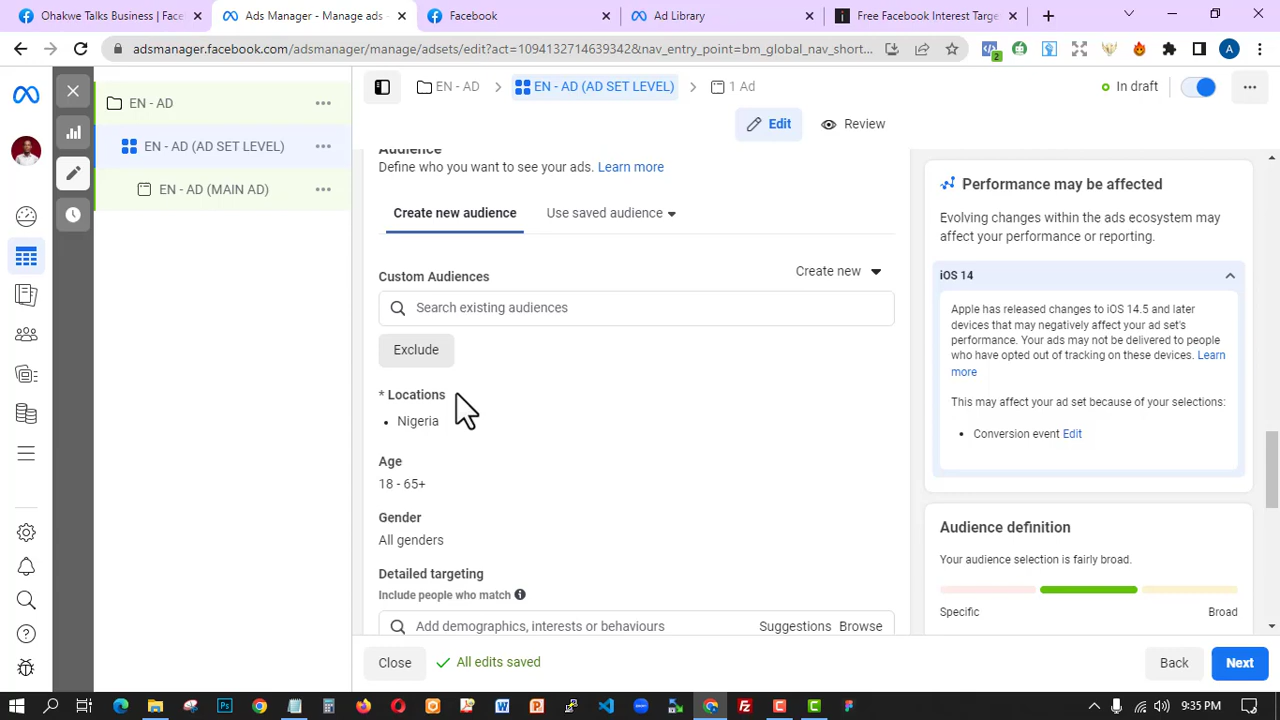 Ohakwe Talks Business | Face
Ads Manager - Manage ads -
Facebook
Ad Library
Free Facebook Interest Targe
adsmanager.facebook.com/adsmanager/manage/adsets/edit?act=1094132714639342&nav_entry_point=bm_global_nav_short...
2
A
EN - AD
EN - AD (AD SET LEVEL)
EN - AD (MAIN AD)
EN - AD
EN - AD (AD SET LEVEL)
1 Ad
In draft
Edit
Review
Audience
Define who you want to see your ads. Learn more
Create new audience
Use saved audience
Custom Audiences
Create new
Search existing audiences
Exclude
* Locations
• Nigeria
Age
18 - 65+
Gender
All genders
Detailed targeting
Include people who match
Add demographics, interests or behaviours
Suggestions
Browse
Performance may be affected
Evolving changes within the ads ecosystem may
affect your performance or reporting.
iOS 14
Apple has released changes to iOS 14.5 and later
devices that may negatively affect your ad set's
performance. Your ads may not be delivered to people
who have opted out of tracking on these devices. Learn
more
This may affect your ad set because of your selections:
• Conversion event Edit
Audience definition
Your audience selection is fairly broad.
Specific
Broad
Close
All edits saved
Back
Next
9:35 PM